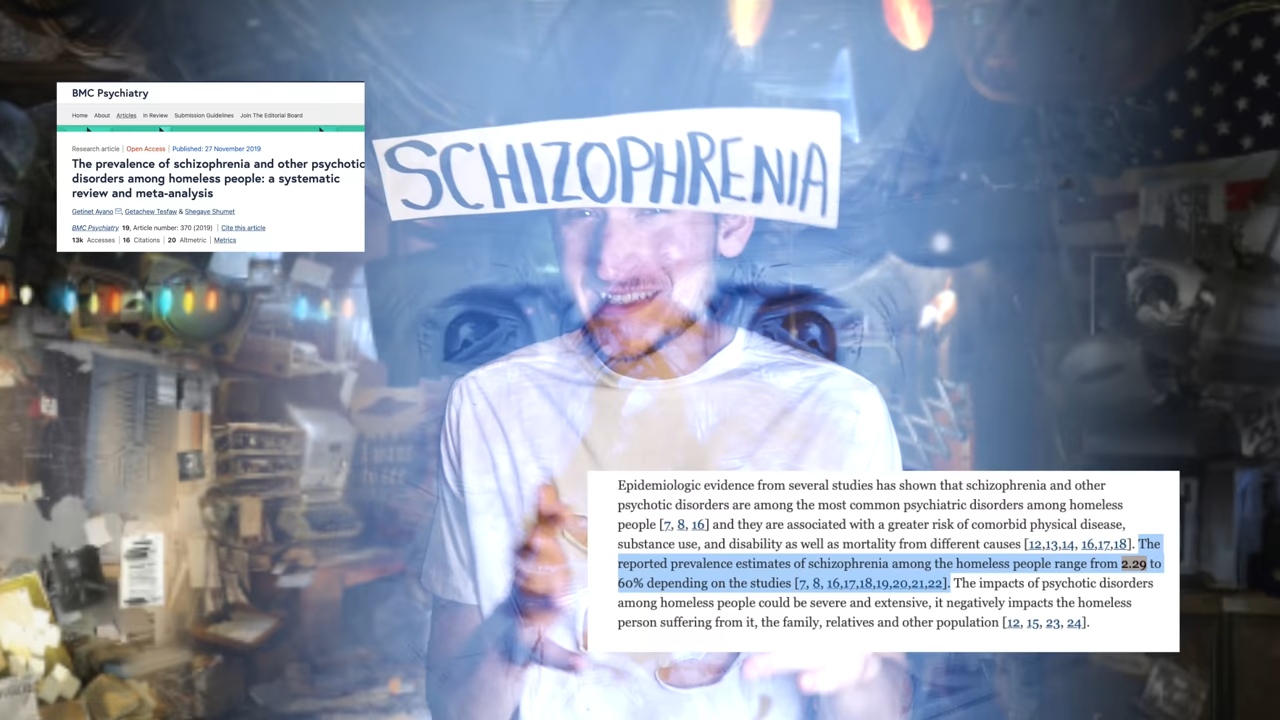 BMC Psychiatry
Home About Articles In Review Submission Guidelines Join The Editorial Board
Research article | Open Access | Published: 27 November 2019
The prevalence of schizophrenia and other psychotic
disorders among homeless people: a systematic
review and meta-analysis
Getinet Ayano, Getachew Tesfaw & Shegaye Shumet
BMC Psychiatry 19, Article number: 370 (2019) | Cite this article
13k Accesses | 16 Citations | 20 Altmetric | Metrics
SCHIZOPHRENIA
Epidemiologic evidence from several studies has shown that schizophrenia and other
psychotic disorders are among the most common psychiatric disorders among homeless
people [7, 8, 16] and they are associated with a greater risk of comorbid physical disease,
substance use, and disability as well as mortality from different causes [12,13,14, 16,17,18]. The
reported prevalence estimates of schizophrenia among the homeless people range from 2.29 to
60% depending on the studies [7, 8, 16,17,18,19,20,21,22]. The impacts of psychotic disorders
among homeless people could be severe and extensive, it negatively impacts the homeless
person suffering from it, the family, relatives and other population [12, 15, 23, 24].